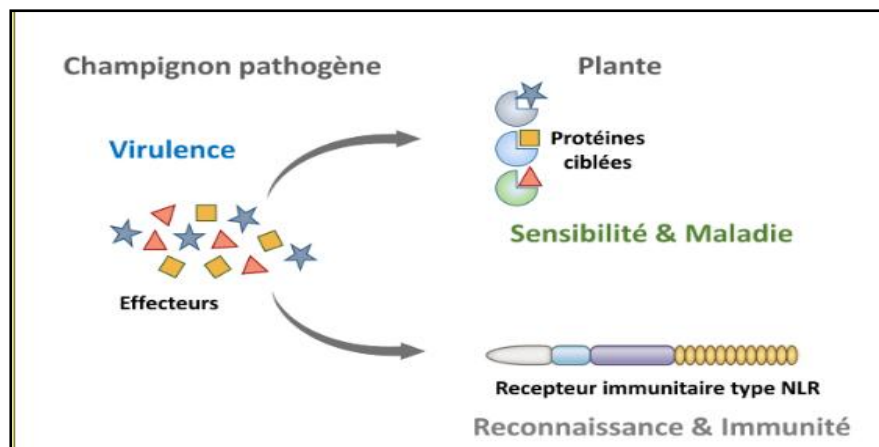 Champignon pathogène
Plante
Virulence
Protéines
ciblées
Sensibilité & Maladie
Effecteurs
Recepteur immunitaire type NLR
Reconnaissance & Immunité